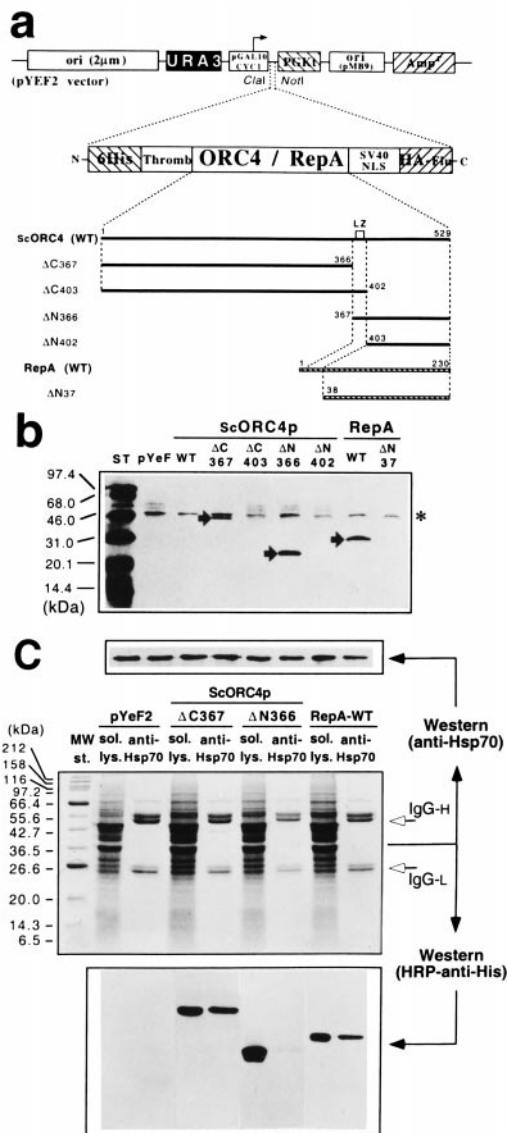 a
ori (2µm) URA3 pGAL10 CYC1 PGKt ori (pMB9) Amp^r
(pYEF2 vector) ClaI NotI
N 6His Thromb ORC4 / RepA SV40 NLS HA-flu C
LZ
ScORC4 (WT) 1 529
ΔC367 366
ΔC403 402
ΔN366 367
ΔN402 403
RepA (WT) 1 230
ΔN37 38
b
ScORC4p RepA
ST pYeF WT ΔC 367 ΔC 403 ΔN 366 ΔN 402 WT ΔN 37
97.4
68.0
46.0
*
31.0
20.1
14.4
(kDa)
C
ScORC4p
Western (anti-Hsp70)
(kDa) MW st.
pYeF2 ΔC367 ΔN366 RepA-WT
sol. lys. anti-Hsp70 sol. lys. anti-Hsp70 sol. lys. anti-Hsp70 sol. lys. anti-Hsp70
212
158
116
97.2
66.4
55.6
IgG-H
42.7
36.5
26.6
IgG-L
20.0
14.3
6.5
Western (HRP-anti-His)